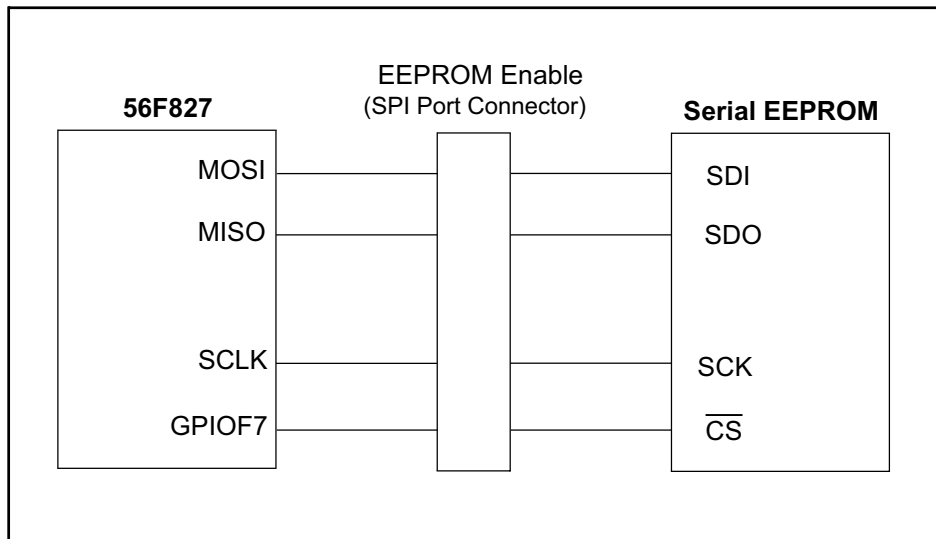 EEPROM Enable
(SPI Port Connector)
56F827
Serial EEPROM
MOSI
SDI
MISO
SDO
SCLK
SCK
GPIOF7
CS